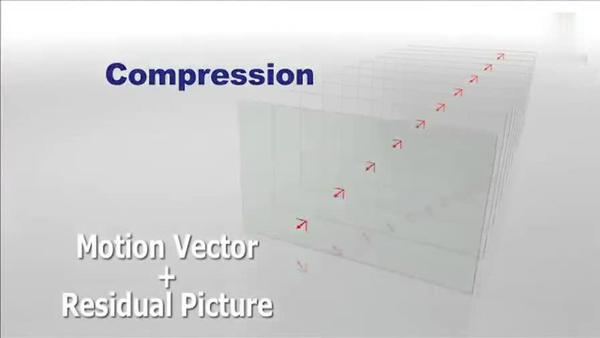 Compression
Motion Vector
+
Residual Picture